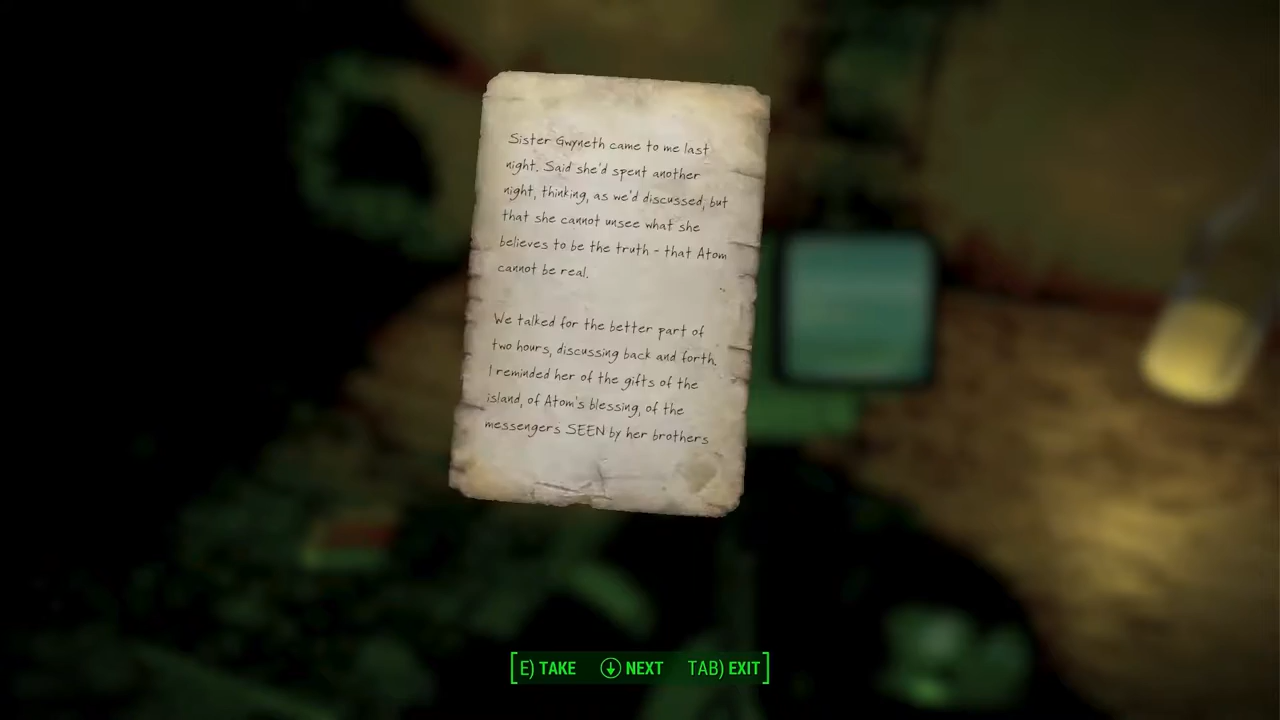 Sister Gwyneth came to me last
night. Said she'd spent another
night, thinking, as we'd discussed, but
that she cannot unsee what she
believes to be the truth - that Atom
cannot be real.
We talked for the better part of
two hours, discussing back and forth.
I reminded her of the gifts of the
island, of Atom's blessing, of the
messengers SEEN by her brothers
E) TAKE NEXT TAB) EXIT